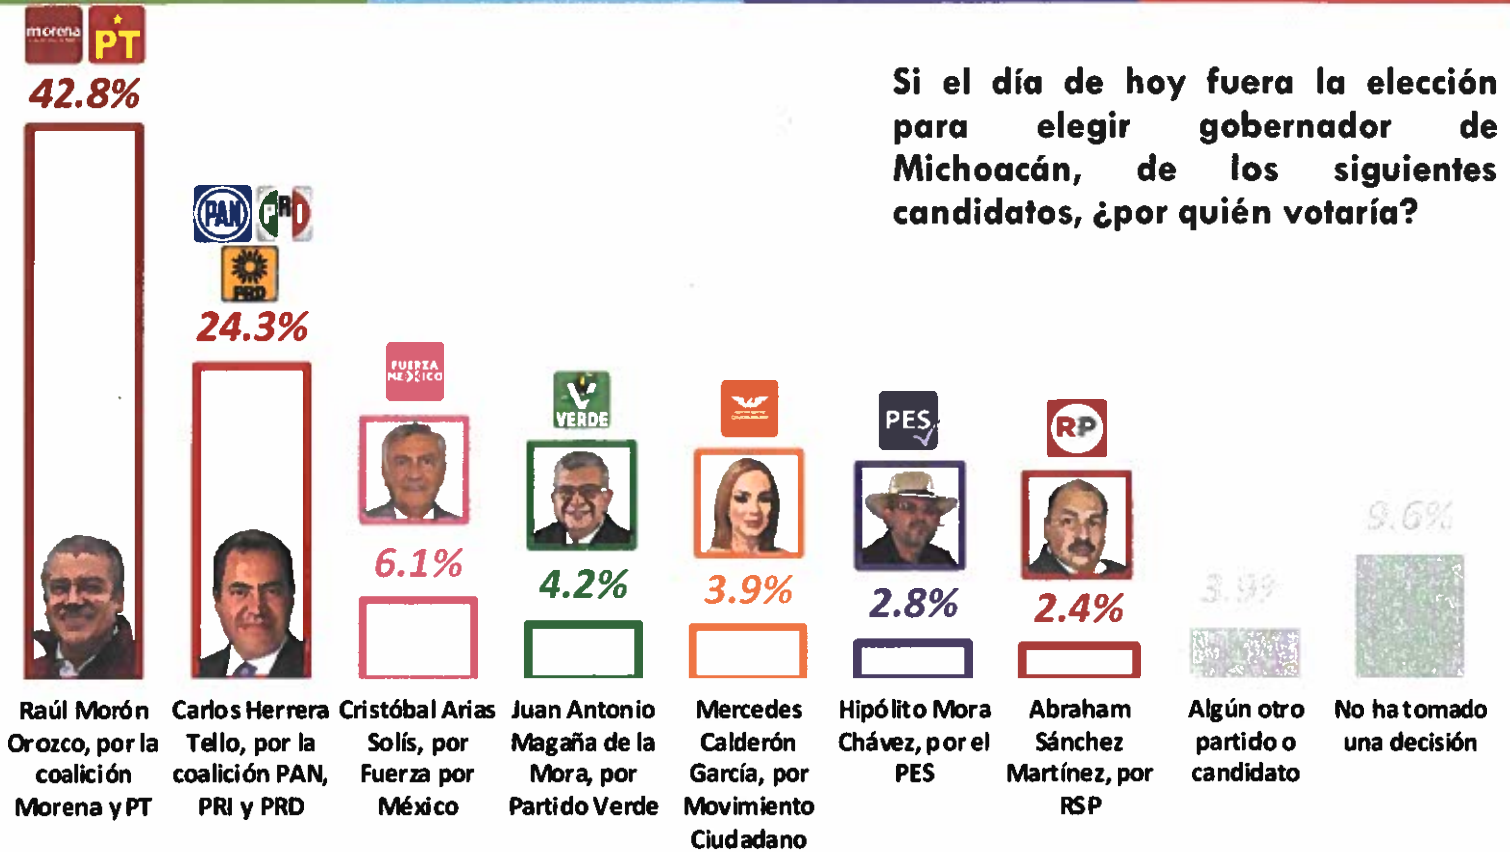 morena
PT
42.8%
Si el día de hoy fuera la elección
para elegir gobernador de
Michoacán, de los siguientes
candidatos, ¿por quién votaría?
PAN
PRI
PRD
24.3%
FUERZA
MÉXICO
6.1%
VERDE
4.2%
3.9%
PES
2.8%
RP
2.4%
3.9%
9.6%
Raúl Morón
Orozco, por la
coalición
Morena y PT
Carlos Herrera
Tello, por la
coalición PAN,
PRI y PRD
Cristóbal Arias
Solís, por
Fuerza por
México
Juan Antonio
Magaña de la
Mora, por
Partido Verde
Mercedes
Calderón
García, por
Movimiento
Ciudadano
Hipólito Mora
Chávez, por el
PES
Abraham
Sánchez
Martínez, por
RSP
Algún otro
partido o
candidato
No ha tomado
una decisión